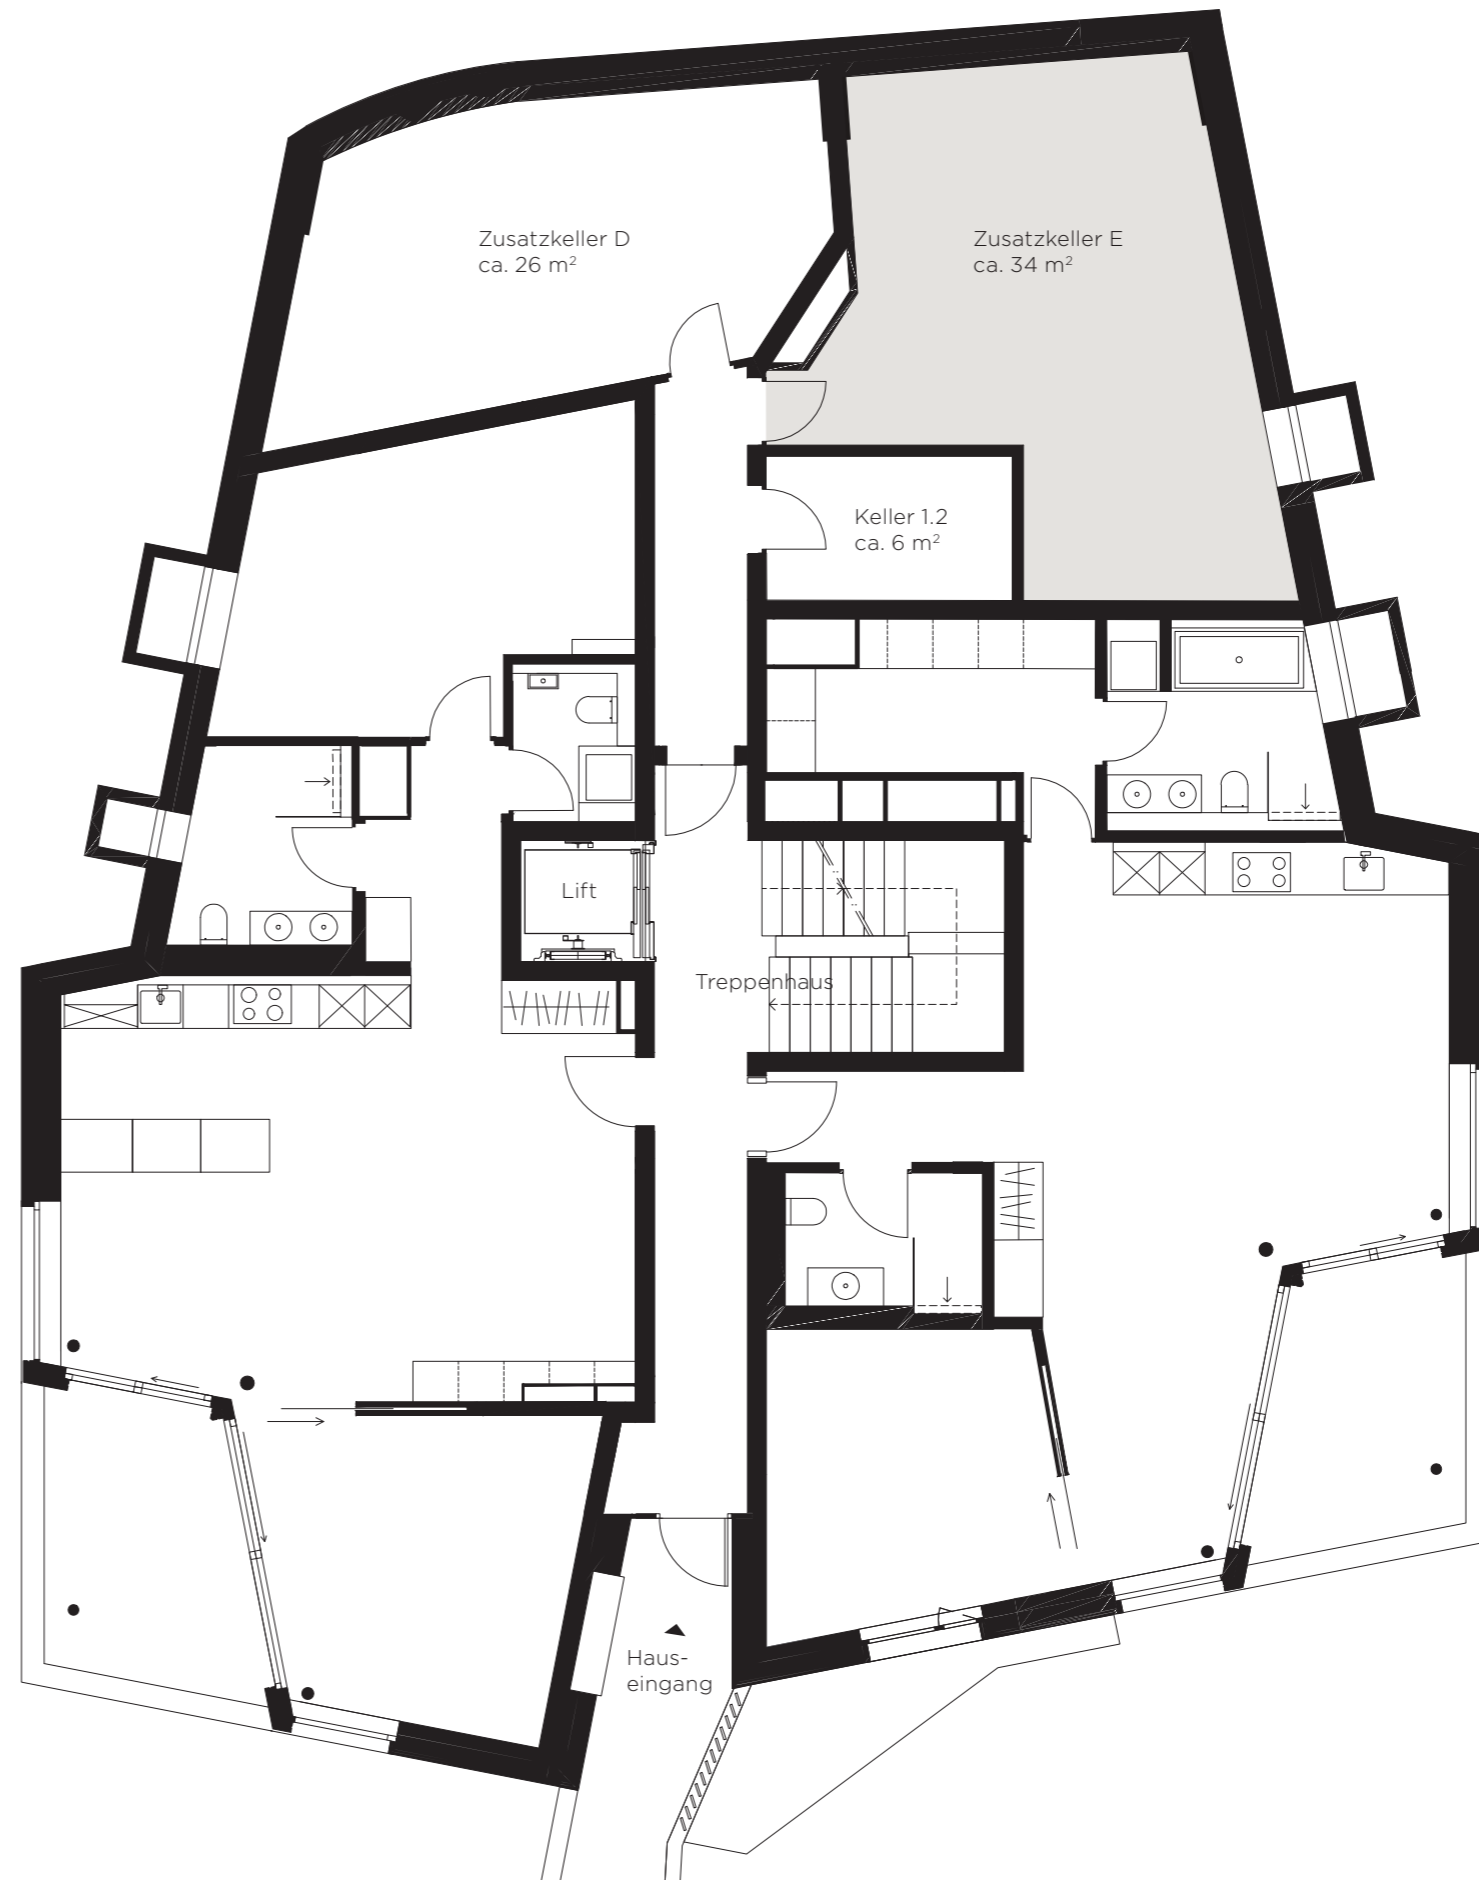 Zusatzkeller D
ca. 26 m²
Zusatzkeller E
ca. 34 m²
Keller 1.2
ca. 6 m²
Lift
Treppenhaus
Haus-
eingang